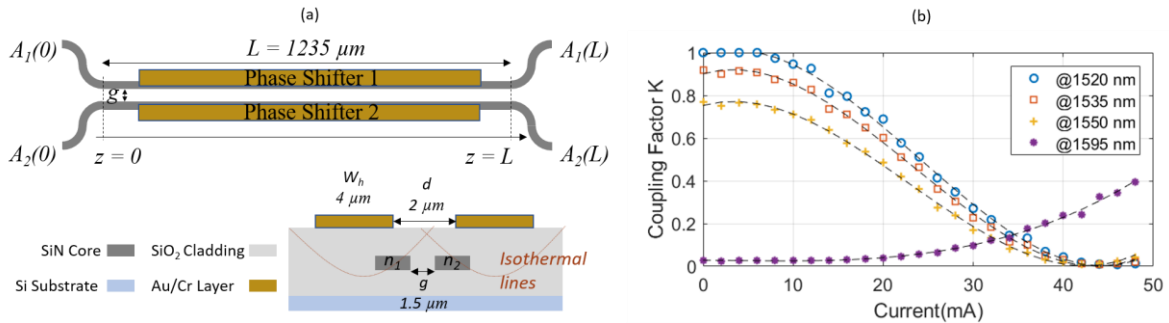 (a)
A₁(0)
L = 1235 μm
A₁(L)
Phase Shifter 1
g
Phase Shifter 2
A₂(0)
z = 0
z = L
A₂(L)
Wₕ
4 μm
d
2 μm
n₁
n₂
g
Isothermal
lines
1.5 μm
SiN Core
SiO₂ Cladding
Si Substrate
Au/Cr Layer
(b)
Coupling Factor K
1
0.8
0.6
0.4
0.2
0
@1520 nm
@1535 nm
@1550 nm
@1595 nm
0 10 20 30 40 50
Current(mA)